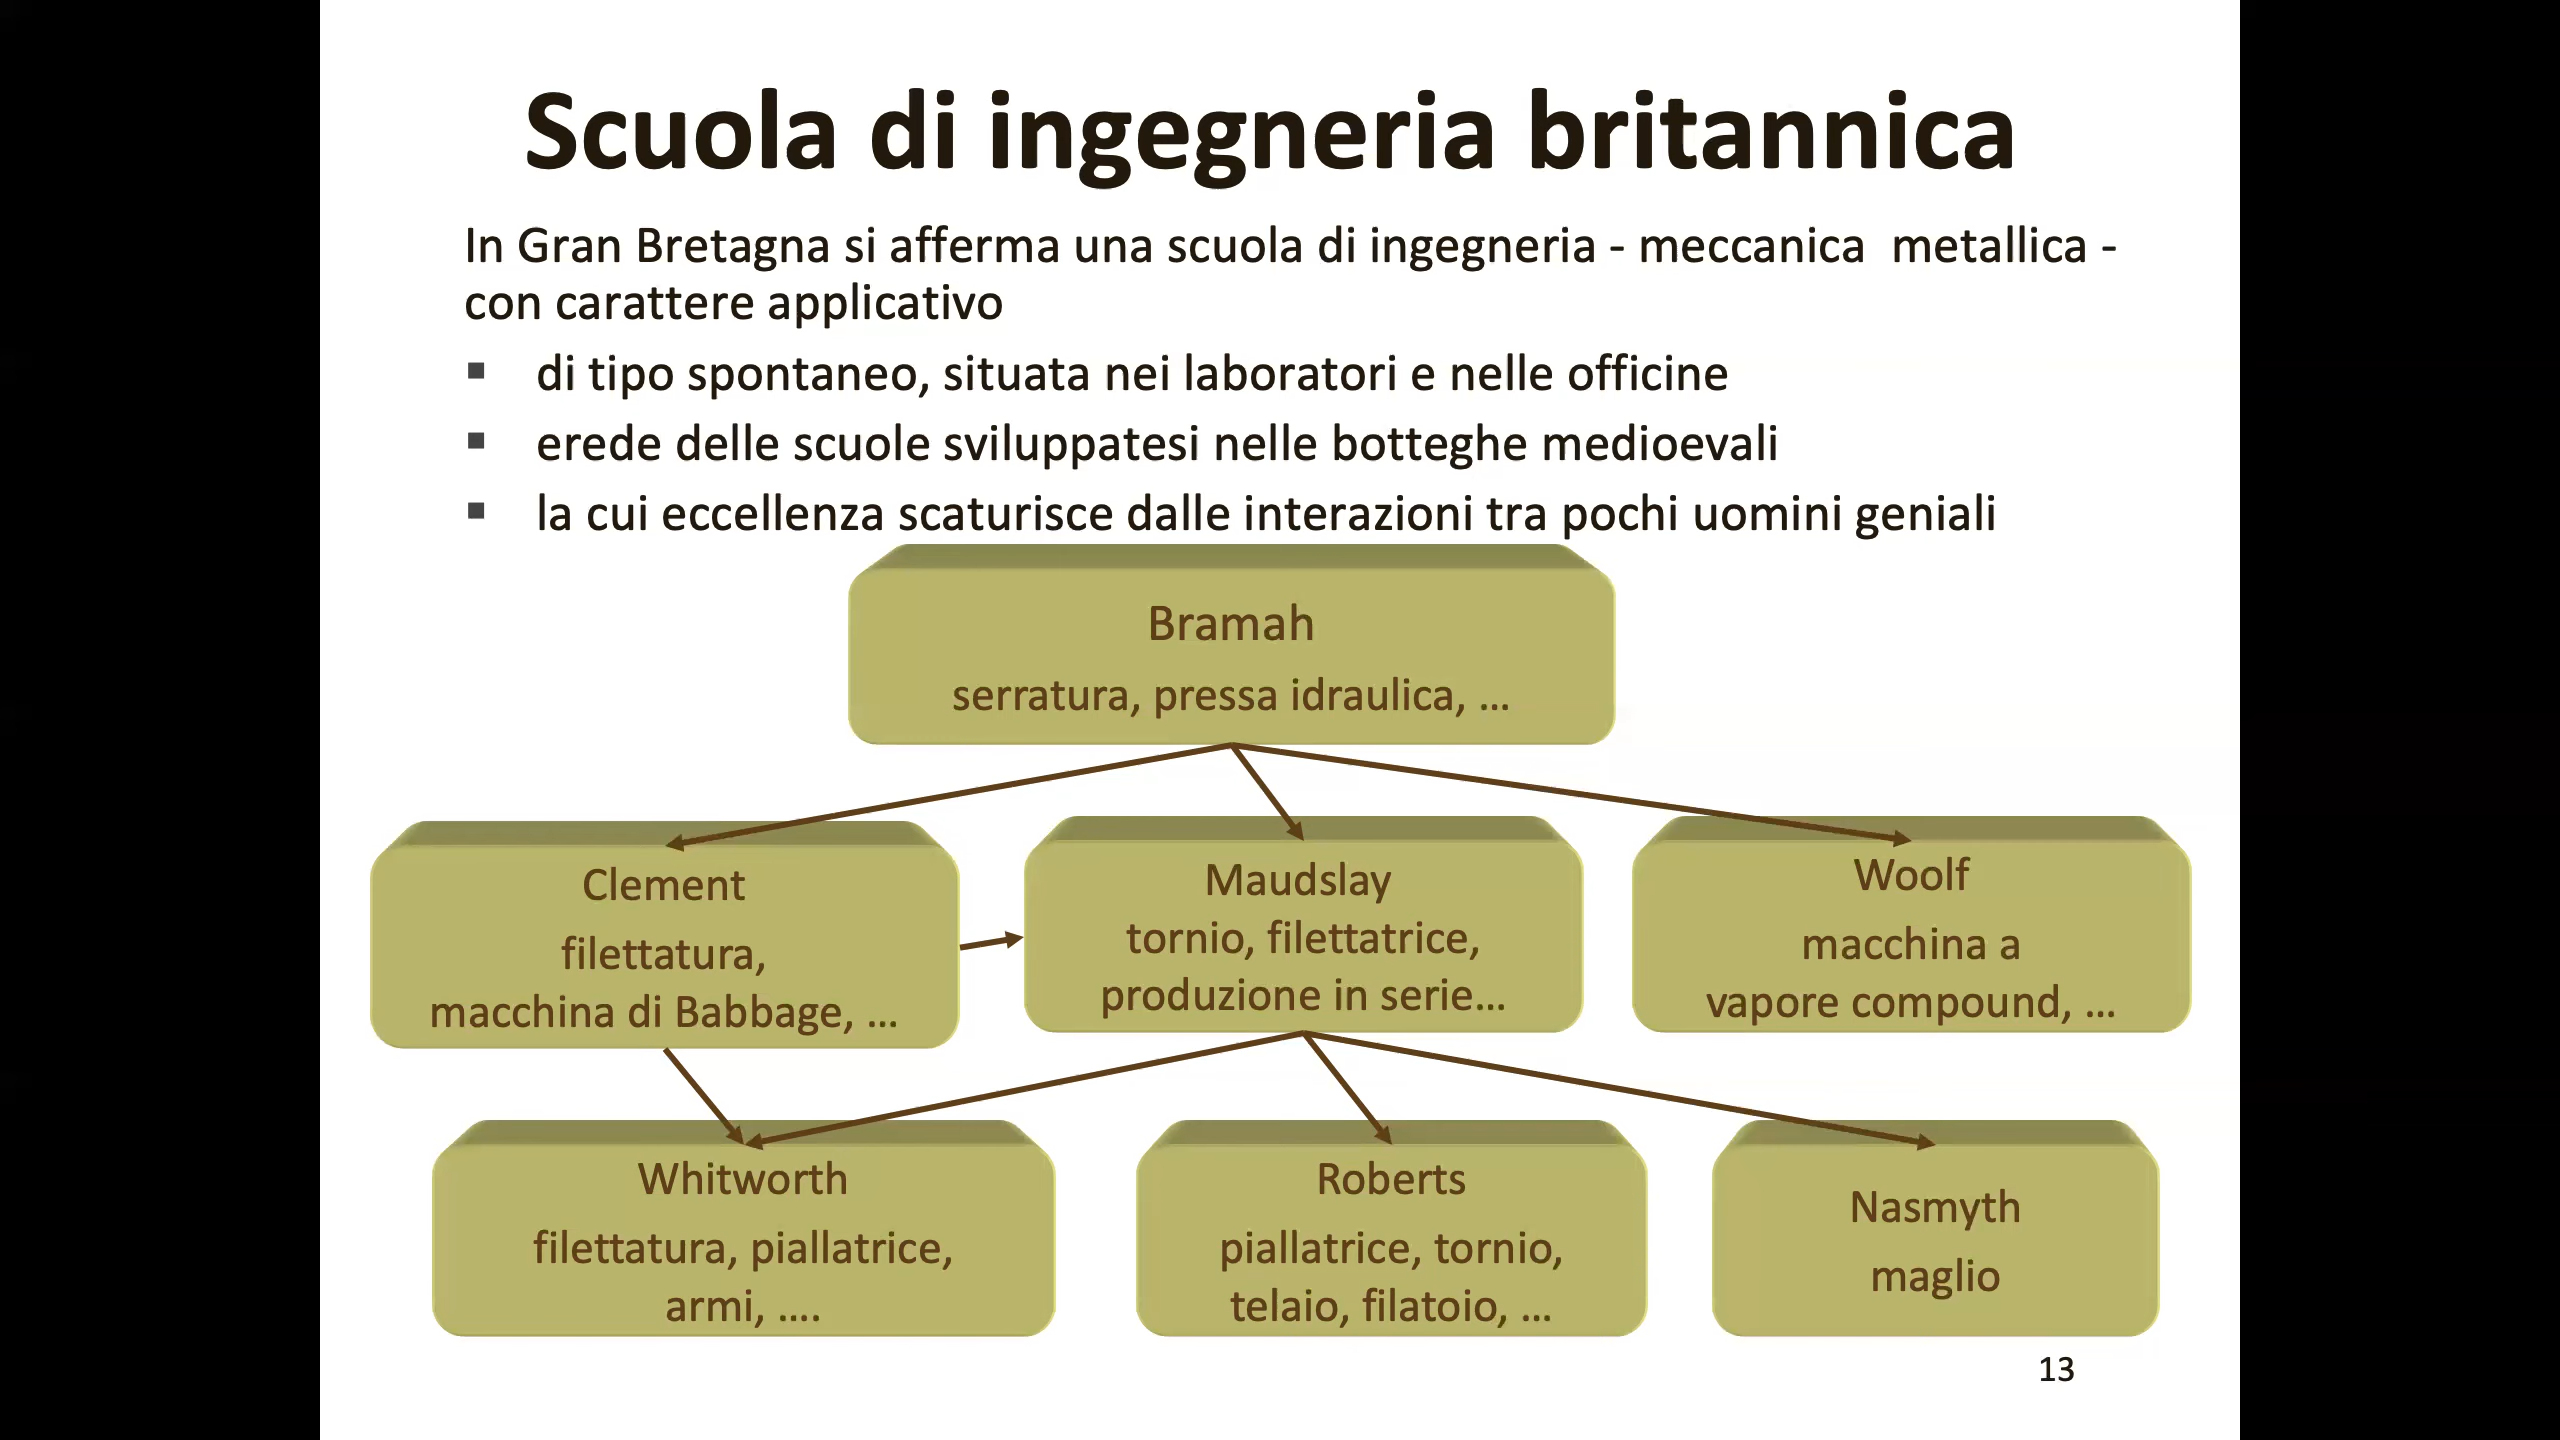 Scuola di ingegneria britannica
In Gran Bretagna si afferma una scuola di ingegneria - meccanica  metallica -
con carattere applicativo
▪ di tipo spontaneo, situata nei laboratori e nelle officine
▪ erede delle scuole sviluppatesi nelle botteghe medioevali
▪ la cui eccellenza scaturisce dalle interazioni tra pochi uomini geniali
Bramah
serratura, pressa idraulica, ...
Clement
filettatura,
macchina di Babbage, ...
Maudslay
tornio, filettatrice,
produzione in serie...
Woolf
macchina a
vapore compound, ...
Whitworth
filettatura, piallatrice,
armi, ....
Roberts
piallatrice, tornio,
telaio, filatoio, ...
Nasmyth
maglio
13